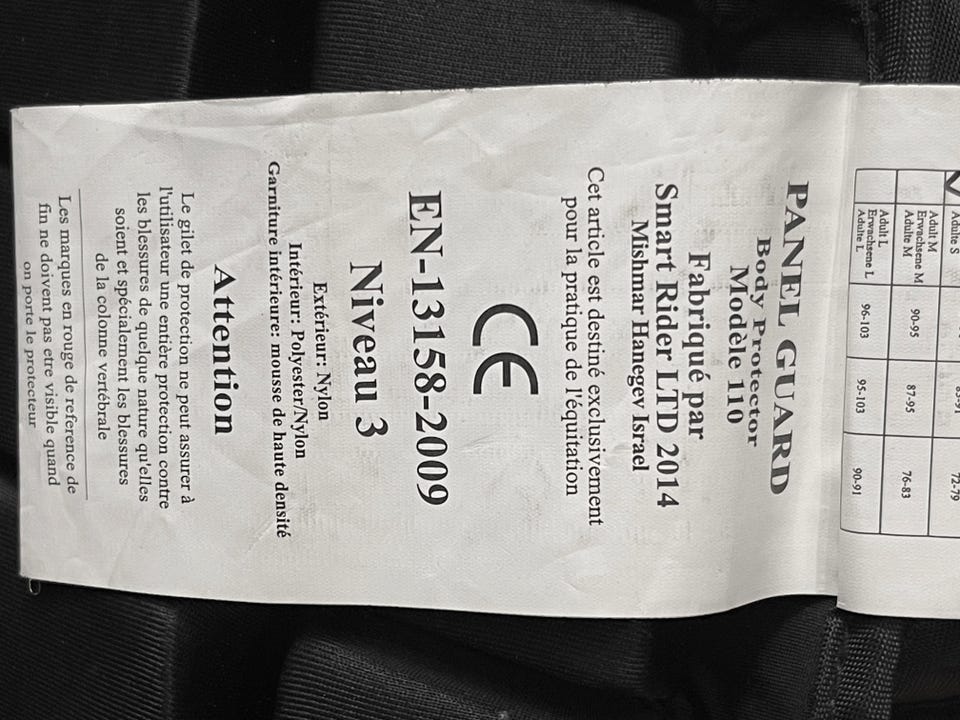 Adulte S 72-79
Adult M
Erwachsene M
Adulte M 90-95 87-95 76-83
Adult L
Erwachsene L
Adulte L 96-103 95-103 90-91
PANEL GUARD
Body Protector
Modèle 110
Fabriqué par
Smart Rider LTD 2014
Mishmar Hanegev Israel
Cet article est destiné exclusivement
pour la pratique de l'équitation
CE
EN-13158-2009
Niveau 3
Extérieur: Nylon
Intérieur: Polyester/Nylon
Garniture intérieure: mousse de haute densité
Attention
Le gilet de protection ne peut assurer à
l'utilisateur une entière protection contre
les blessures de quelque nature qu'elles
soient et spécialement les blessures
de la colonne vertébrale
Les marques en rouge de reference de
fin ne doivent pas etre visible quand
on porte le protecteur